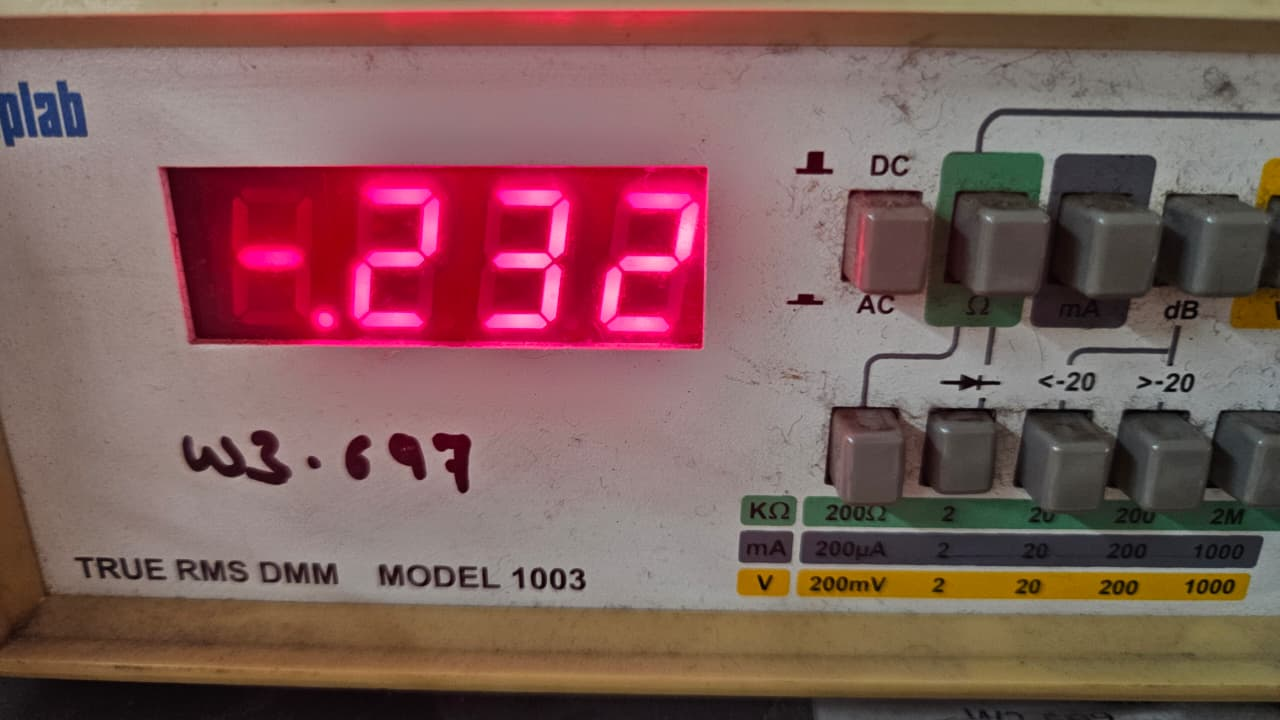 plab
DC
-.232
AC
Ω
mA
dB
<-20
>-20
W3.697
KΩ 200Ω 2 20 200 2M
mA 200µA 2 20 200 1000
V 200mV 2 20 200 1000
TRUE RMS DMM MODEL 1003